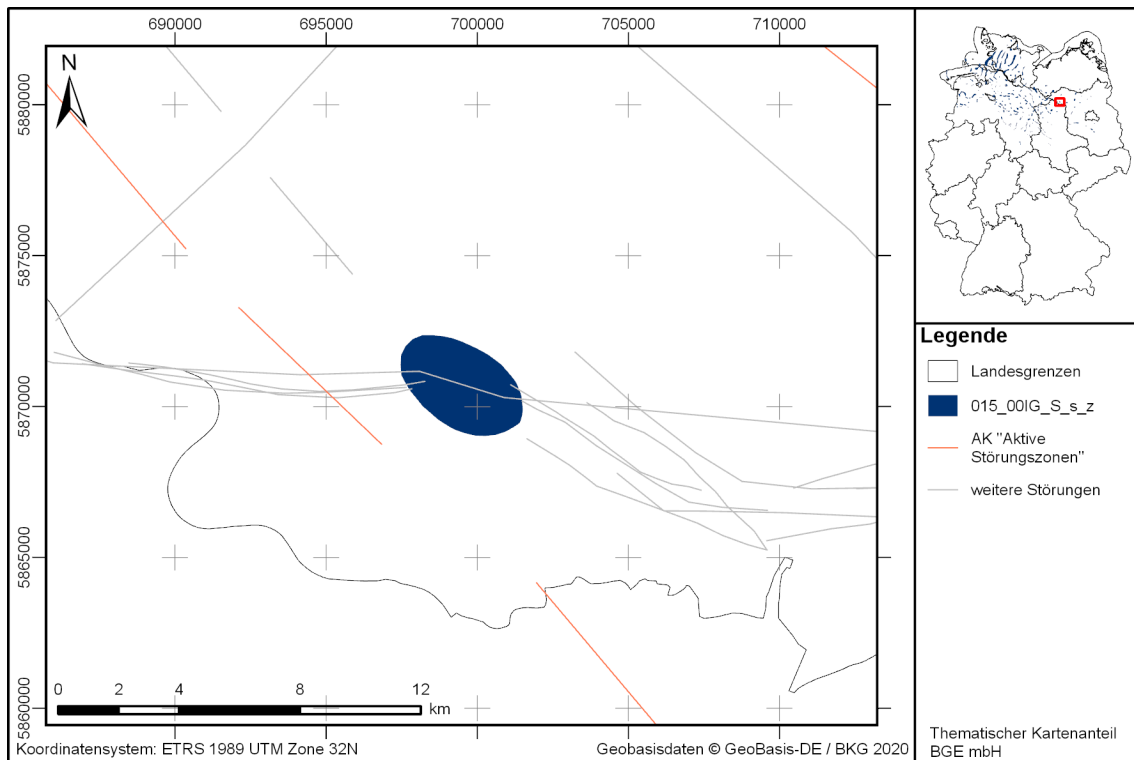 690000
695000
700000
705000
710000
N
5880000
5875000
5870000
5865000
5860000
0
2
4
8
12
km
Koordinatensystem: ETRS 1989 UTM Zone 32N
Geobasisdaten © GeoBasis-DE / BKG 2020
Legende
Landesgrenzen
015_00IG_S_s_z
AK "Aktive
Störungszonen"
weitere Störungen
Thematischer Kartenanteil
BGE mbH